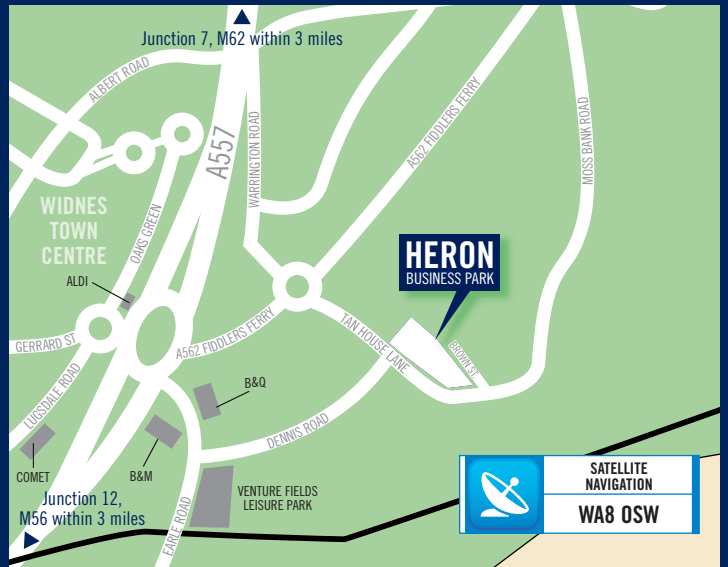 Junction 7, M62 within 3 miles
ALBERT ROAD
A557
WARRINGTON ROAD
A562 FIDDLERS FERRY
MOSS BANK ROAD
WIDNES
TOWN
CENTRE
OAKS GREEN
HERON
BUSINESS PARK
ALDI
GERRARD ST
A562 FIDDLERS FERRY
TAN HOUSE LANE
BROWN ST
LUGSDALE ROAD
B&Q
DENNIS ROAD
COMET
B&M
VENTURE FIELDS
LEISURE PARK
EARLE ROAD
Junction 12,
M56 within 3 miles
SATELLITE
NAVIGATION
WA8 0SW